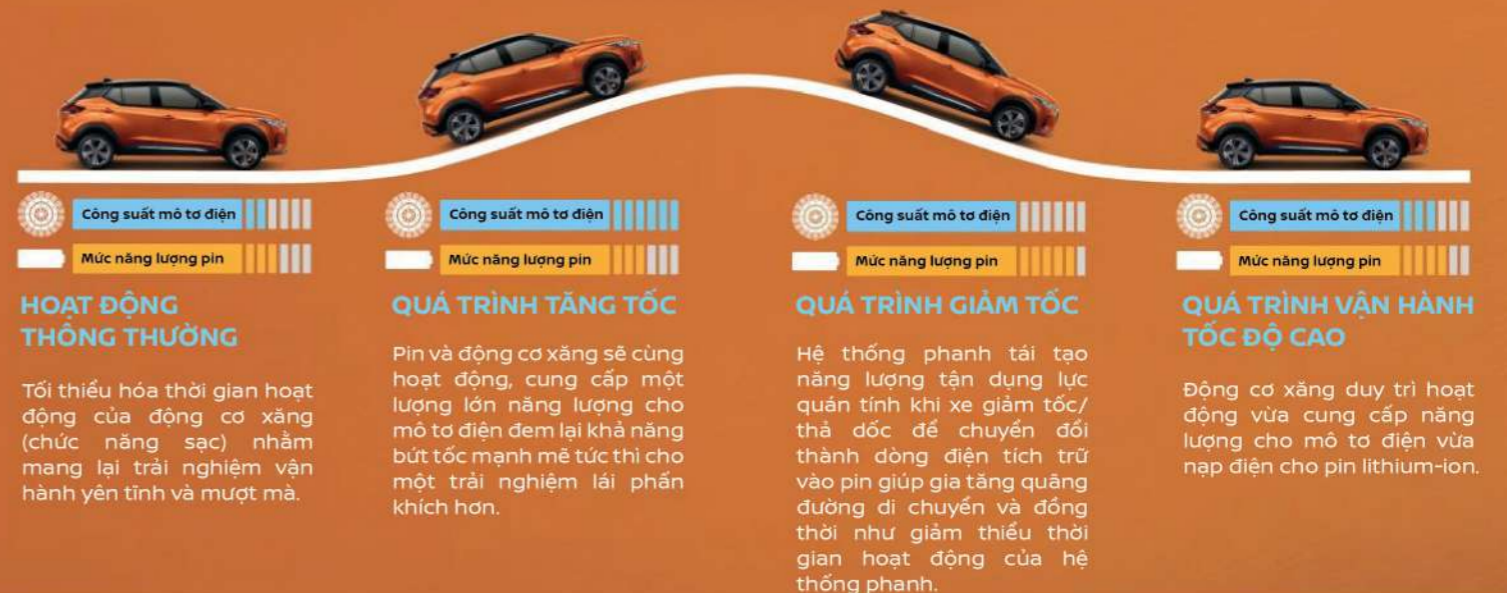 Công suất mô tơ điện
Mức năng lượng pin
HOẠT ĐỘNG
THÔNG THƯỜNG
Tối thiểu hóa thời gian hoạt
động của động cơ xăng
(chức năng sạc) nhằm
mang lại trải nghiệm vận
hành yên tĩnh và mượt mà.
Công suất mô tơ điện
Mức năng lượng pin
QUÁ TRÌNH TĂNG TỐC
Pin và động cơ xăng sẽ cùng
hoạt động, cung cấp một
lượng lớn năng lượng cho
mô tơ điện đem lại khả năng
bứt tốc mạnh mẽ tức thì cho
một trải nghiệm lái phấn
khích hơn.
Công suất mô tơ điện
Mức năng lượng pin
QUÁ TRÌNH GIẢM TỐC
Hệ thống phanh tái tạo
năng lượng tận dụng lực
quán tính khi xe giảm tốc/
thả dốc để chuyển đổi
thành dòng điện tích trữ
vào pin giúp gia tăng quãng
đường di chuyển và đồng
thời như giảm thiểu thời
gian hoạt động của hệ
thống phanh.
Công suất mô tơ điện
Mức năng lượng pin
QUÁ TRÌNH VẬN HÀNH
TỐC ĐỘ CAO
Động cơ xăng duy trì hoạt
động vừa cung cấp năng
lượng cho mô tơ điện vừa
nạp điện cho pin lithium-ion.